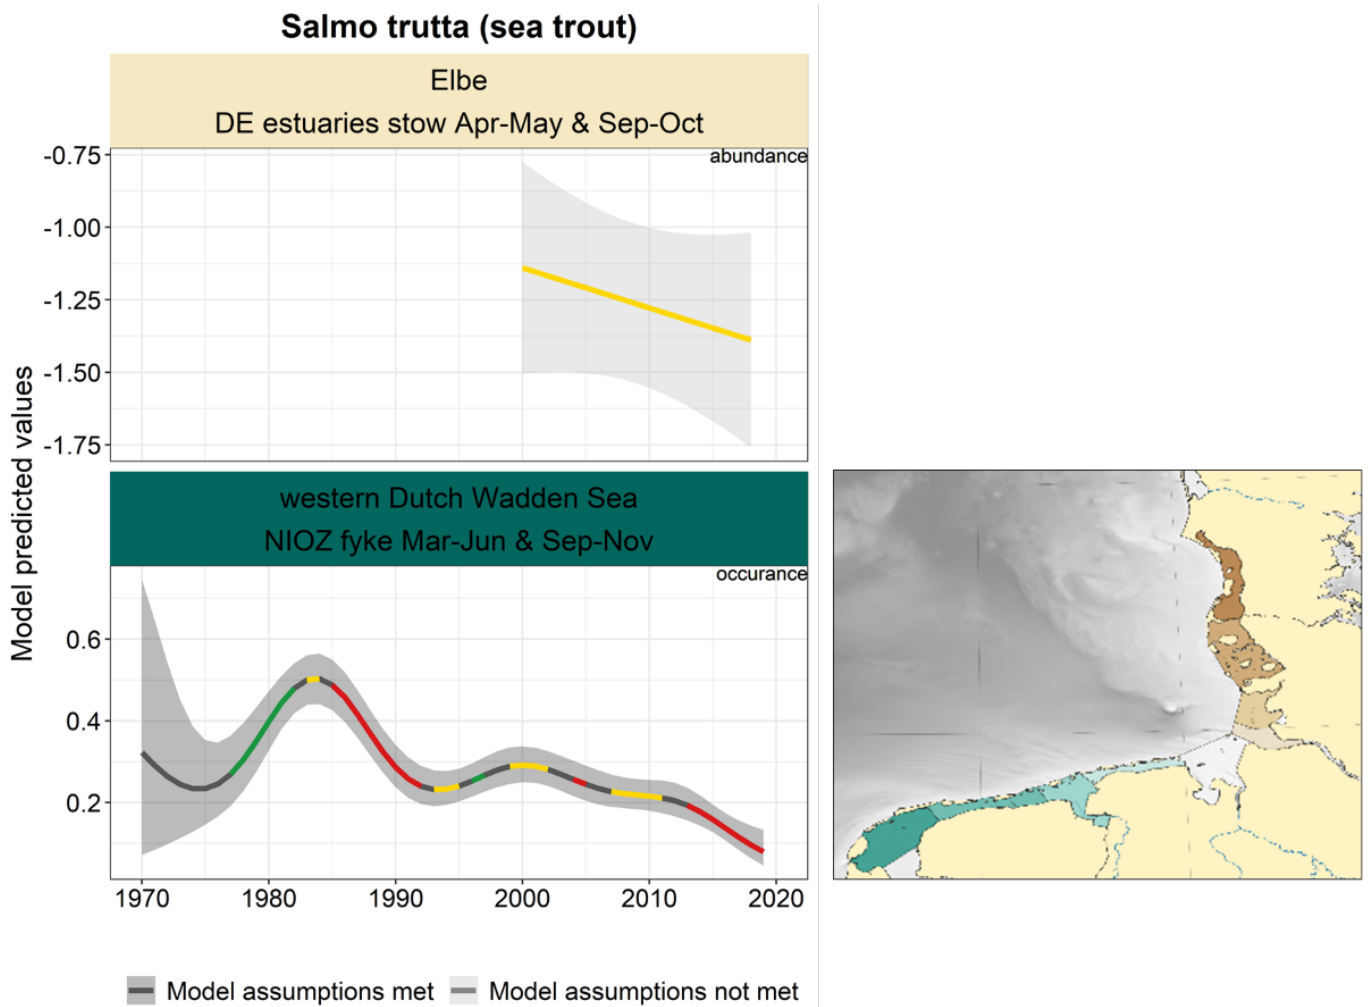 Salmo trutta (sea trout)
Elbe
DE estuaries stow Apr-May & Sep-Oct
abundance
-0.75
-1.00
-1.25
-1.50
-1.75
Model predicted values
western Dutch Wadden Sea
NIOZ fyke Mar-Jun & Sep-Nov
occurance
0.6
0.4
0.2
1970 1980 1990 2000 2010 2020
Model assumptions met Model assumptions not met